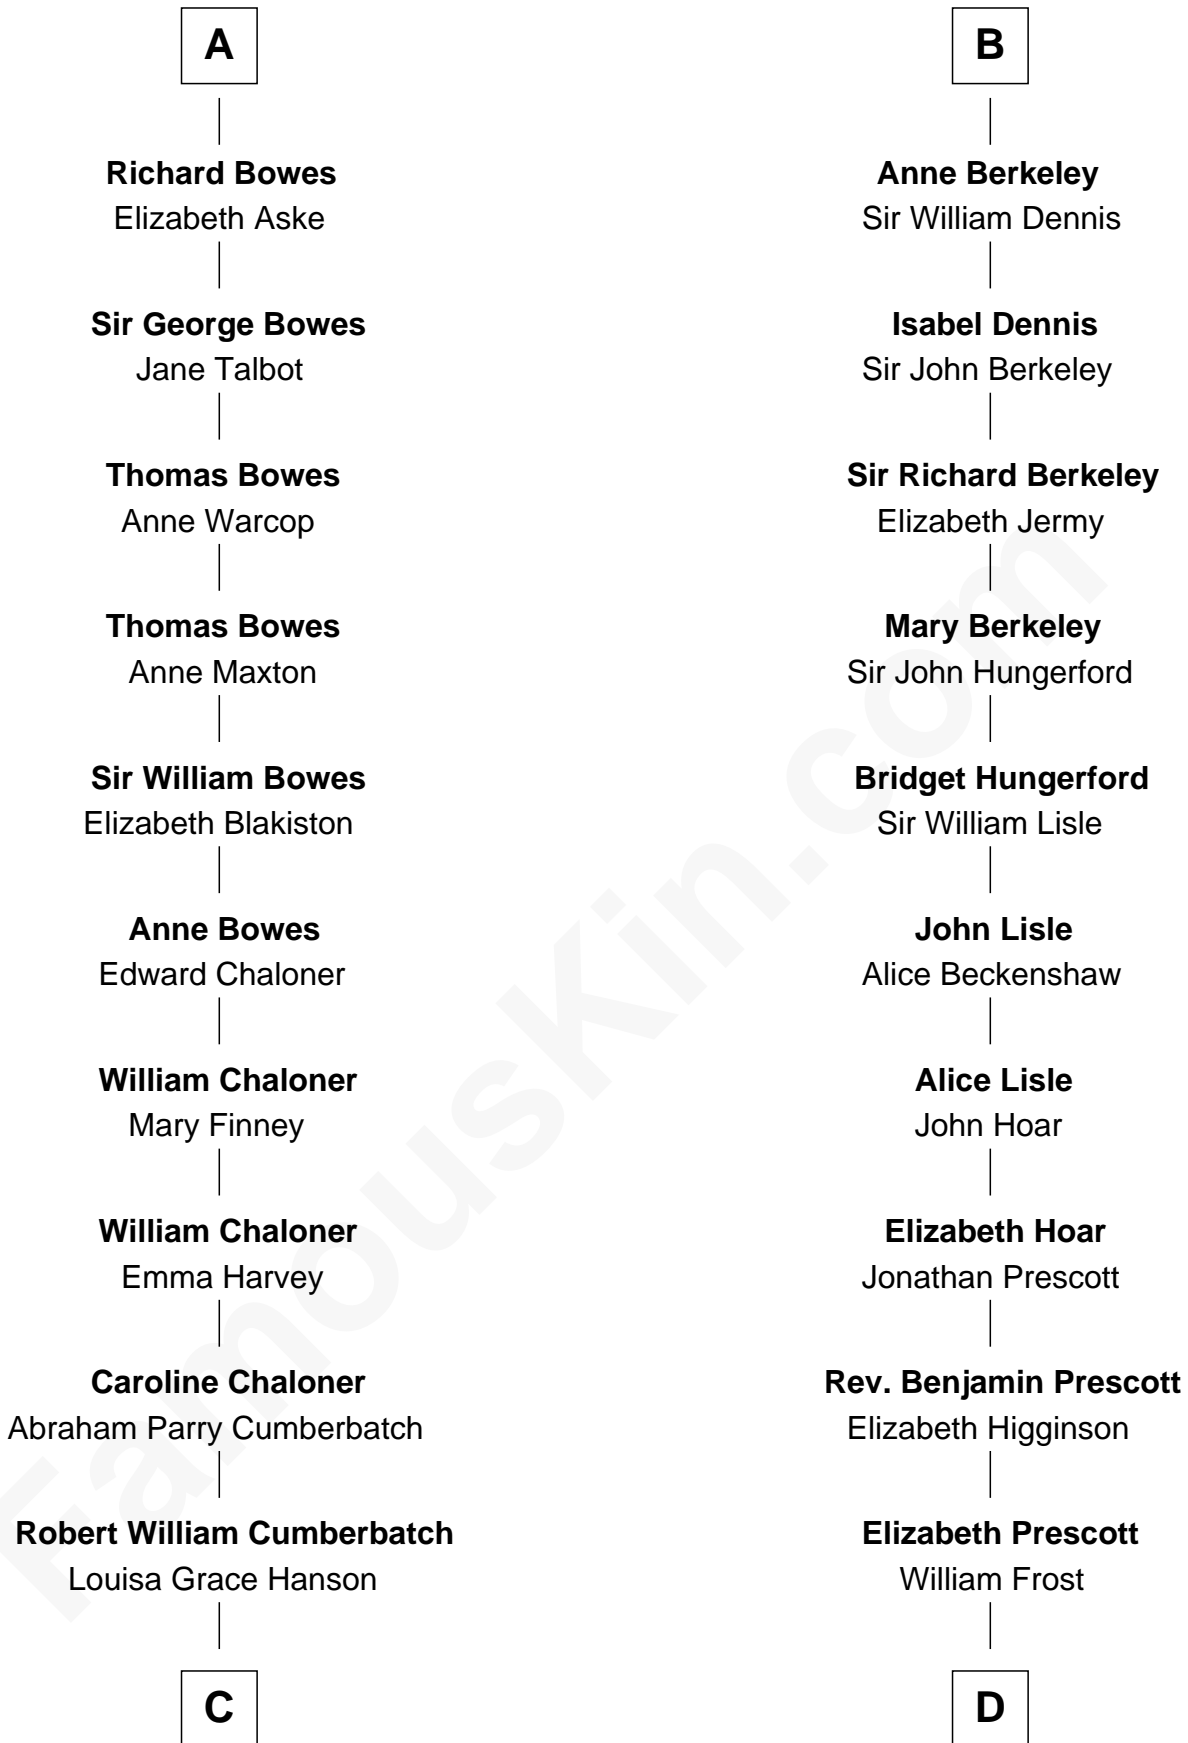 A
Richard Bowes
Elizabeth Aske
Sir George Bowes
Jane Talbot
Thomas Bowes
Anne Warcop
Thomas Bowes
Anne Maxton
Sir William Bowes
Elizabeth Blakiston
Anne Bowes
Edward Chaloner
William Chaloner
Mary Finney
William Chaloner
Emma Harvey
Caroline Chaloner
Abraham Parry Cumberbatch
Robert William Cumberbatch
Louisa Grace Hanson
C
B
Anne Berkeley
Sir William Dennis
Isabel Dennis
Sir John Berkeley
Sir Richard Berkeley
Elizabeth Jermy
Mary Berkeley
Sir John Hungerford
Bridget Hungerford
Sir William Lisle
John Lisle
Alice Beckenshaw
Alice Lisle
John Hoar
Elizabeth Hoar
Jonathan Prescott
Rev. Benjamin Prescott
Elizabeth Higginson
Elizabeth Prescott
William Frost
D
FamousKin.com